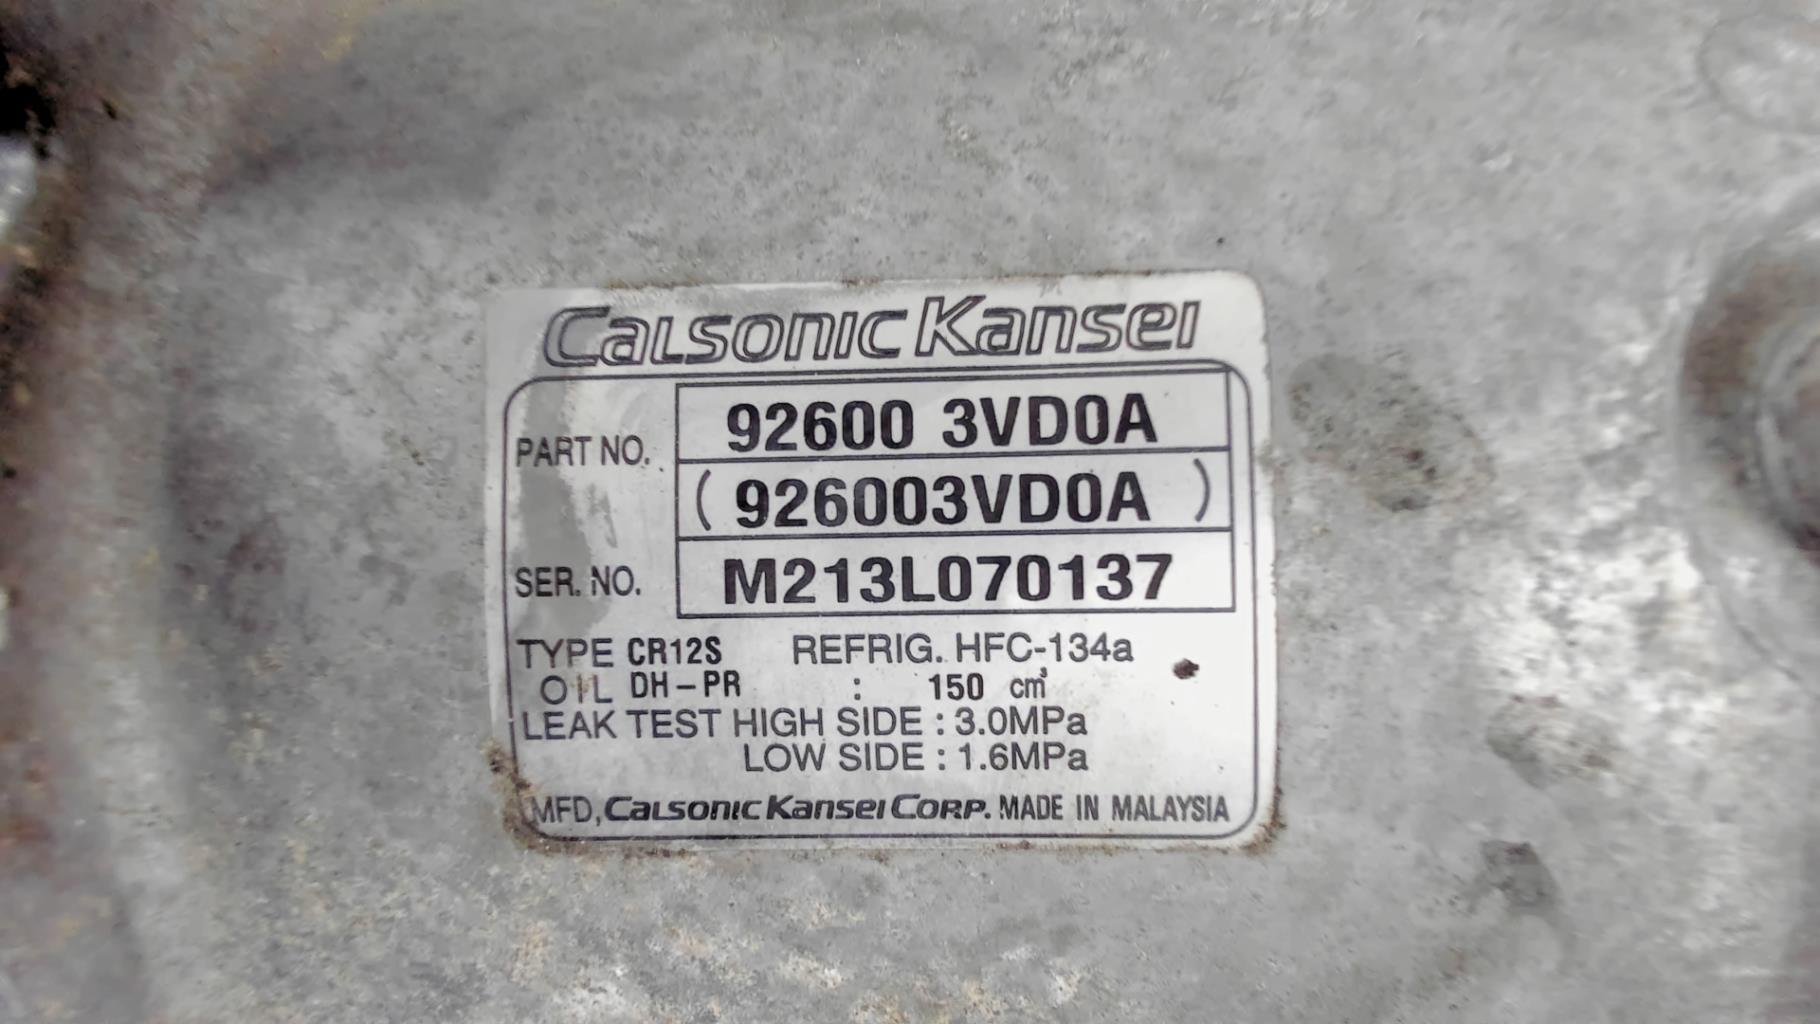 Calsonic Kansei
PART NO. 92600 3VD0A
( 926003VD0A )
SER. NO. M213L070137
TYPE CR12S REFRIG. HFC-134a
OIL DH-PR : 150 cm³
LEAK TEST HIGH SIDE : 3.0MPa
LOW SIDE : 1.6MPa
MFD, Calsonic Kansei Corp. MADE IN MALAYSIA